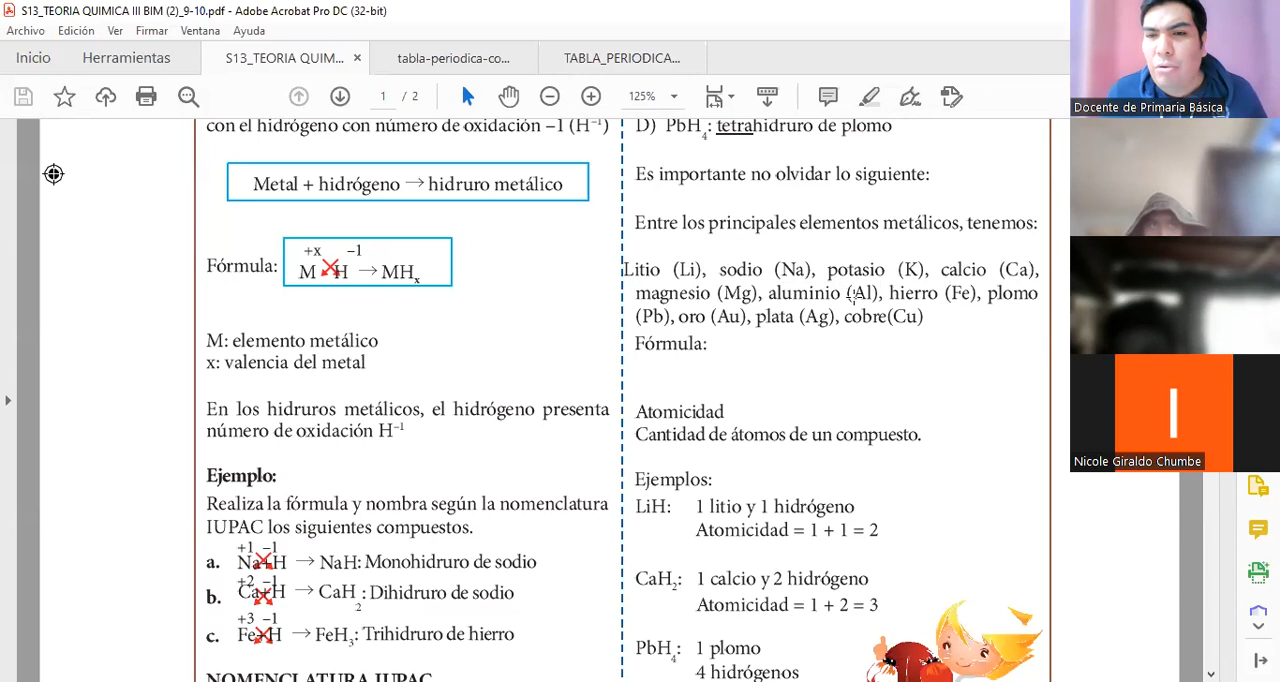 S13_TEORIA QUIMICA III BIM (2)_9-10.pdf - Adobe Acrobat Pro DC (32-bit)
Archivo Edición Ver Firmar Ventana Ayuda
Inicio Herramientas S13_TEORIA QUIM... × tabla-periodica-co... TABLA_PERIODICA...
1 / 2 125%
con el hidrógeno con número de oxidación –1 (H⁻¹)
Metal + hidrógeno → hidruro metálico
+x –1
Fórmula: M H → MHₓ
M: elemento metálico
x: valencia del metal
En los hidruros metálicos, el hidrógeno presenta
número de oxidación H⁻¹
Ejemplo:
Realiza la fórmula y nombra según la nomenclatura
IUPAC los siguientes compuestos.
+1 –1
a. Na+H → NaH: Monohidruro de sodio
+2 –1
b. Ca+H → CaH₂: Dihidruro de sodio
+3 –1
c. Fe+H → FeH₃: Trihidruro de hierro
NOMENCLATURA IUPAC
D) PbH₄: tetrahidruro de plomo
Es importante no olvidar lo siguiente:
Entre los principales elementos metálicos, tenemos:
Litio (Li), sodio (Na), potasio (K), calcio (Ca),
magnesio (Mg), aluminio (Al), hierro (Fe), plomo
(Pb), oro (Au), plata (Ag), cobre(Cu)
Fórmula:
Atomicidad
Cantidad de átomos de un compuesto.
Ejemplos:
LiH: 1 litio y 1 hidrógeno
Atomicidad = 1 + 1 = 2
CaH₂: 1 calcio y 2 hidrógeno
Atomicidad = 1 + 2 = 3
PbH₄: 1 plomo
4 hidrógenos
Docente de Primaria Básica
I
Nicole Giraldo Chumbe